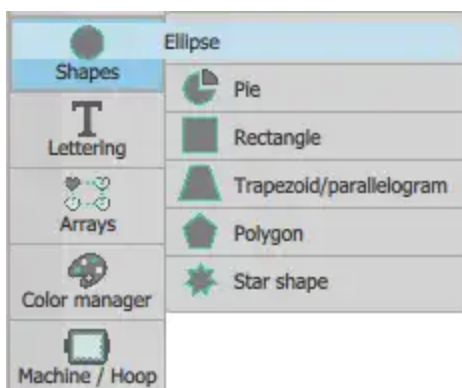 Shapes
Lettering
Arrays
Color manager
Machine / Hoop
Ellipse
Pie
Rectangle
Trapezoid/parallelogram
Polygon
Star shape